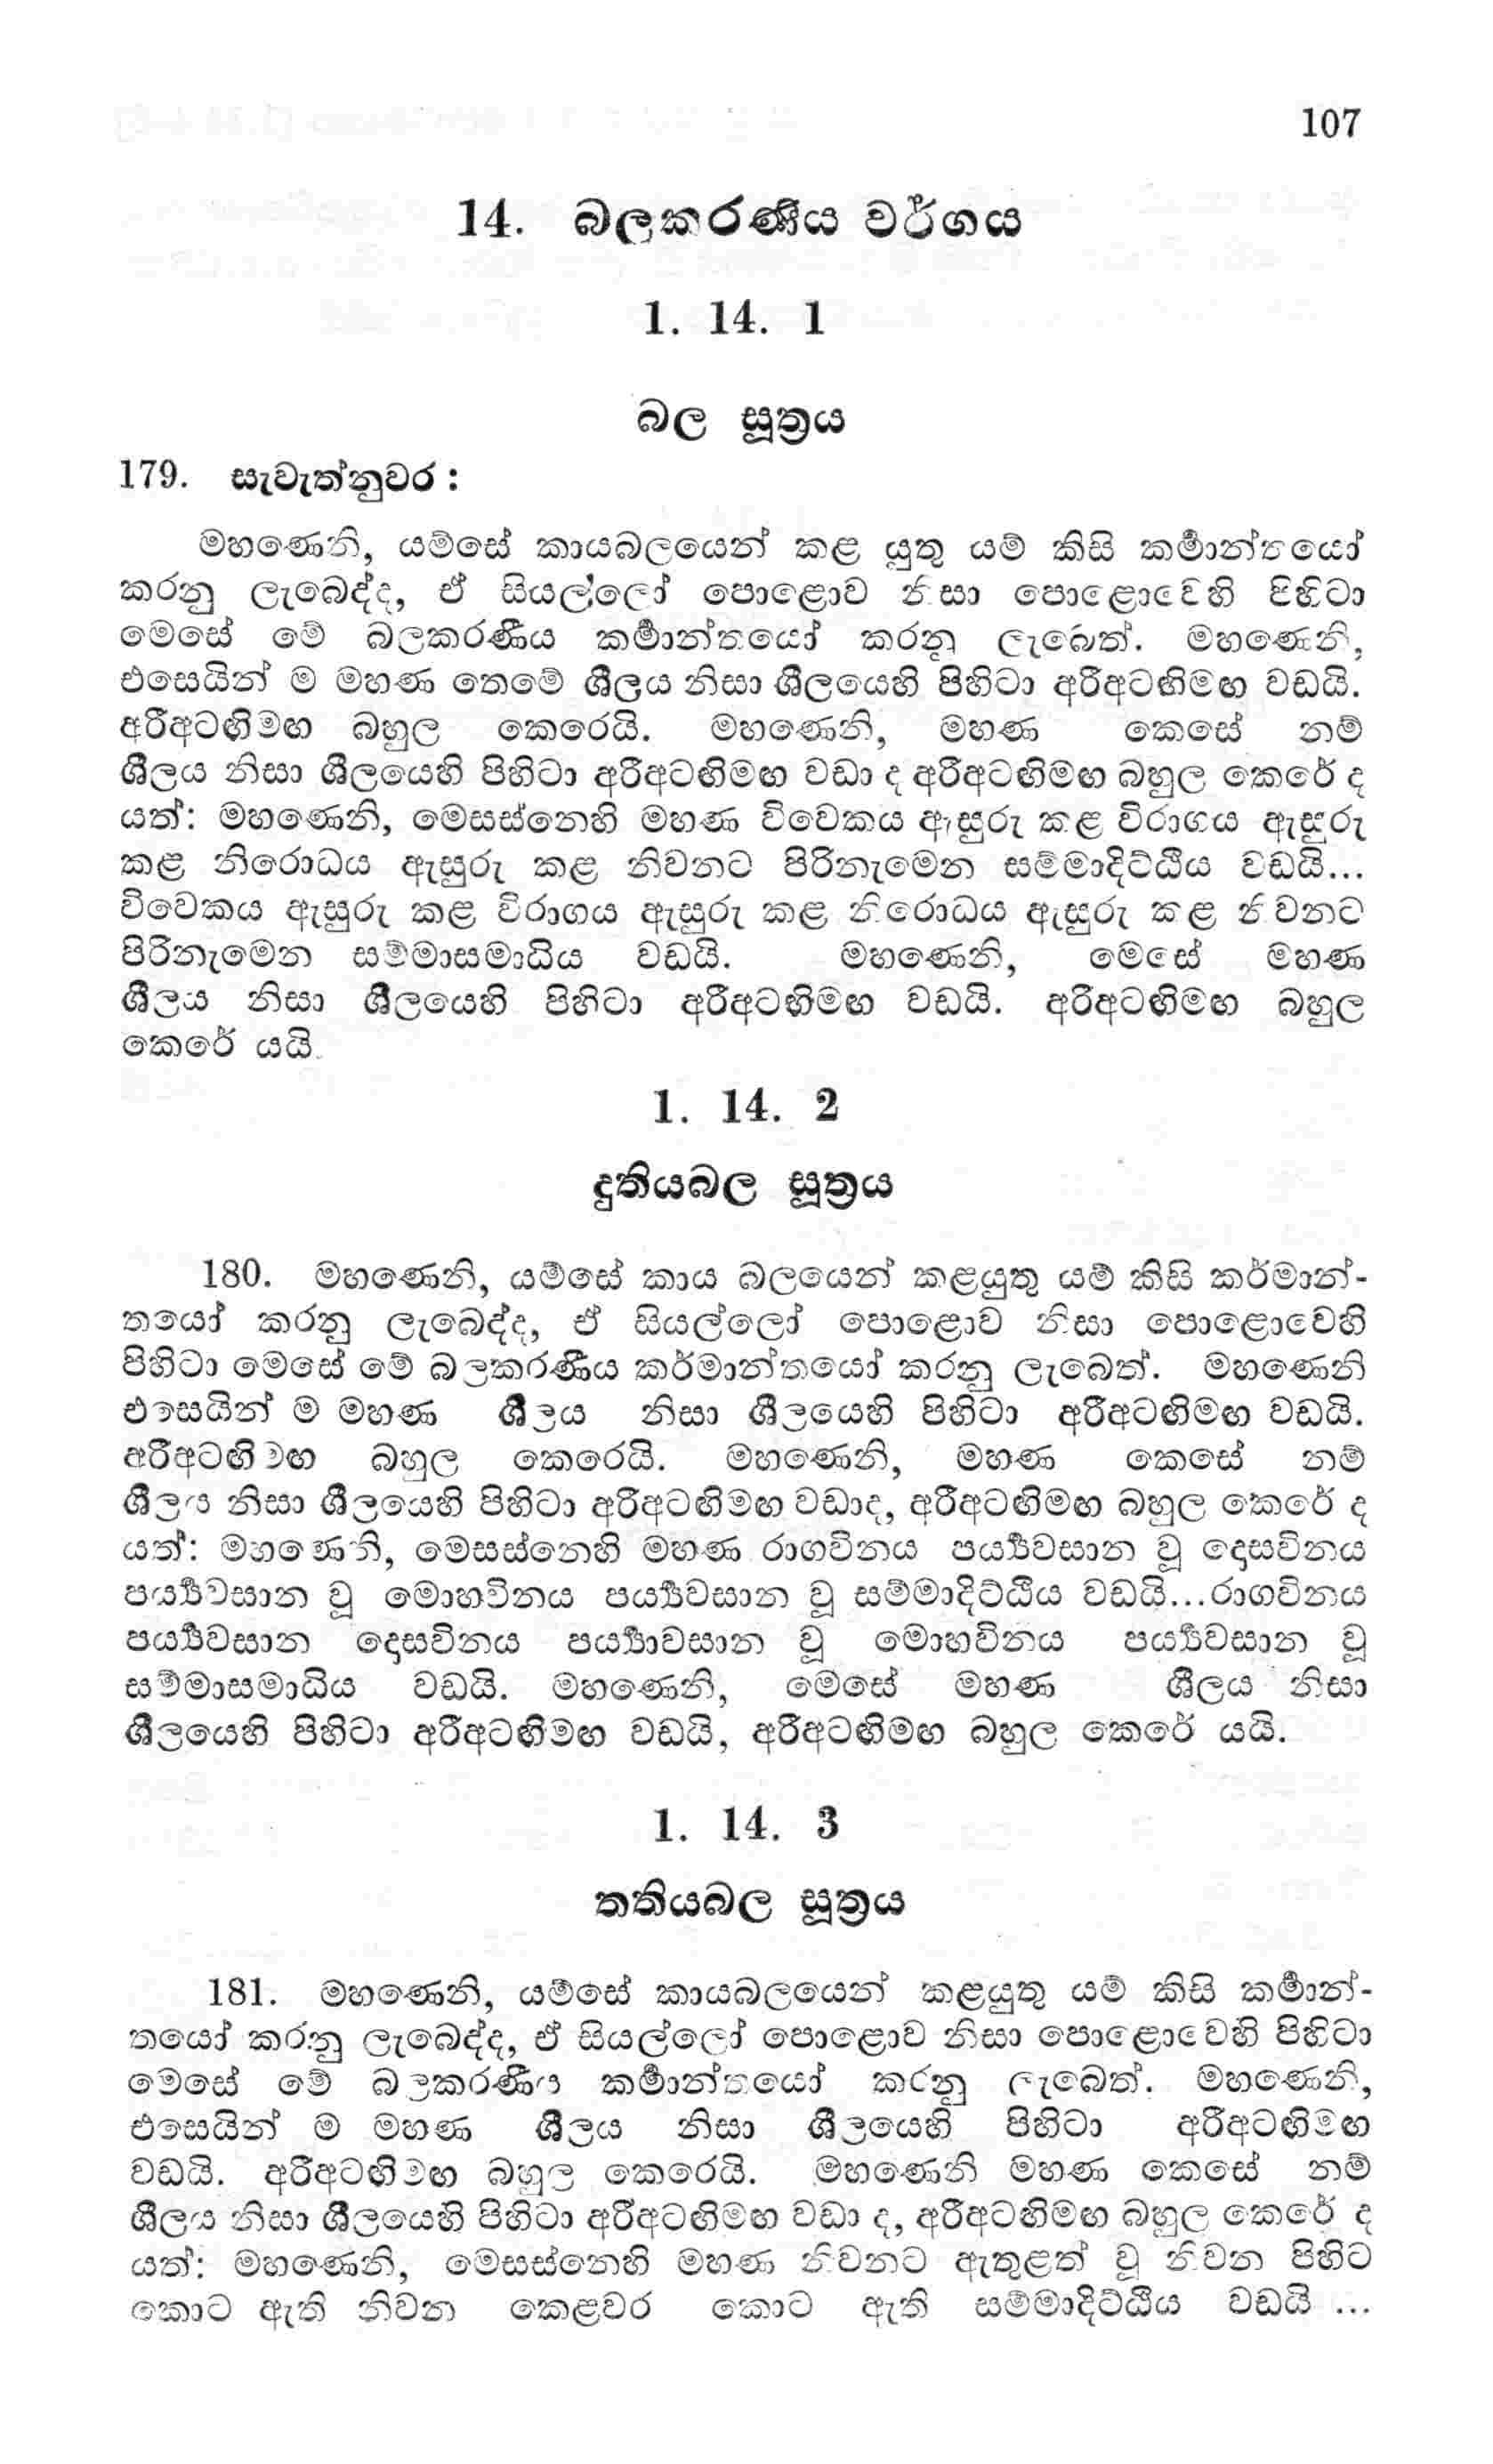 107
14. බලකරණීය වර්ගය
1. 14. 1
බල සූත්‍රය
179. සැවැත්නුවර :
මහණෙනි, යම්සේ කායබලයෙන් කළ යුතු යම් කිසි කර්‍මාන්තයෝ
කරනු ලැබෙද්ද, ඒ සියල්ලෝ පොළොව නිසා පොළොවෙහි පිහිටා
මෙසේ මේ බලකරණීය කර්‍මාන්තයෝ කරනු ලැබෙත්. මහණෙනි,
එසෙයින් ම මහණ තෙමේ ශීලය නිසා ශීලයෙහි පිහිටා අරිඅටඟිමඟ වඩයි.
අරිඅටඟිමඟ බහුල කෙරෙයි. මහණෙනි, මහණ කෙසේ නම්
ශීලය නිසා ශීලයෙහි පිහිටා අරිඅටඟිමඟ වඩා ද අරිඅටඟිමඟ බහුල කෙරේ ද
යත්: මහණෙනි, මෙසස්නෙහි මහණ විවෙකය ඇසුරු කළ විරාගය ඇසුරු
කළ නිරොධය ඇසුරු කළ නිවනට පිරිනැමෙන සම්මාදිට්ඨිය වඩයි...
විවෙකය ඇසුරු කළ විරාගය ඇසුරු කළ නිරොධය ඇසුරු කළ නිවනට
පිරිනැමෙන සම්මාසමාධිය වඩයි. මහණෙනි, මෙසේ මහණ
ශීලය නිසා ශීලයෙහි පිහිටා අරිඅටඟිමඟ වඩයි. අරිඅටඟිමඟ බහුල
කෙරේ යයි.
1. 14. 2
දුතියබල සූත්‍රය
180. මහණෙනි, යම්සේ කාය බලයෙන් කළයුතු යම් කිසි කර්මාන්-
තයෝ කරනු ලැබෙද්ද, ඒ සියල්ලෝ පොළොව නිසා පොළොවෙහි
පිහිටා මෙසේ මේ බලකරණීය කර්මාන්තයෝ කරනු ලැබෙත්. මහණෙනි
එසෙයින් ම මහණ ශීලය නිසා ශීලයෙහි පිහිටා අරිඅටඟිමඟ වඩයි.
අරිඅටඟිමඟ බහුල කෙරෙයි. මහණෙනි, මහණ කෙසේ නම්
ශීලය නිසා ශීලයෙහි පිහිටා අරිඅටඟිමඟ වඩාද, අරිඅටඟිමඟ බහුල කෙරේ ද
යත්: මහණෙනි, මෙසස්නෙහි මහණ රාගවිනය පර්‍ය්‍යවසාන වූ දොසවිනය
පර්‍ය්‍යවසාන වූ මොහවිනය පර්‍ය්‍යවසාන වූ සම්මාදිට්ඨිය වඩයි...රාගවිනය
පර්‍ය්‍යවසාන දොසවිනය පර්‍ය්‍යාවසාන වූ මොහවිනය පර්‍ය්‍යවසාන වූ
සම්මාසමාධිය වඩයි. මහණෙනි, මෙසේ මහණ ශීලය නිසා
ශීලයෙහි පිහිටා අරිඅටඟිමඟ වඩයි, අරිඅටඟිමඟ බහුල කෙරේ යයි.
1. 14. 3
තතියබල සූත්‍රය
181. මහණෙනි, යම්සේ කායබලයෙන් කළයුතු යම් කිසි කර්‍මාන්-
තයෝ කරනු ලැබෙද්ද, ඒ සියල්ලෝ පොළොව නිසා පොළොවෙහි පිහිටා
මෙසේ මේ බලකරණීය කර්‍මාන්තයෝ කරනු ලැබෙත්. මහණෙනි,
එසෙයින් ම මහණ ශීලය නිසා ශීලයෙහි පිහිටා අරිඅටඟිමඟ
වඩයි. අරිඅටඟිමඟ බහුල කෙරෙයි. මහණෙනි මහණ කෙසේ නම්
ශීලය නිසා ශීලයෙහි පිහිටා අරිඅටඟිමඟ වඩා ද, අරිඅටඟිමඟ බහුල කෙරේ ද
යත්: මහණෙනි, මෙසස්නෙහි මහණ නිවනට ඇතුළත් වූ නිවන පිහිට
කොට ඇති නිවන කෙළවර කොට ඇති සම්මාදිට්ඨිය වඩයි ...